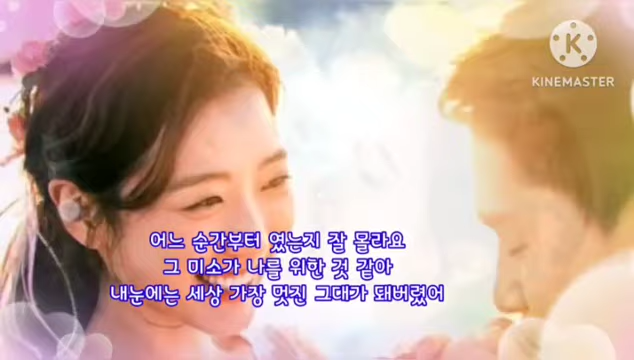 KINEMASTER
어느 순간부터 였는지 잘 몰라요
그 미소가 나를 위한 것 같아
내눈에는 세상 가장 멋진 그대가 돼버렸어